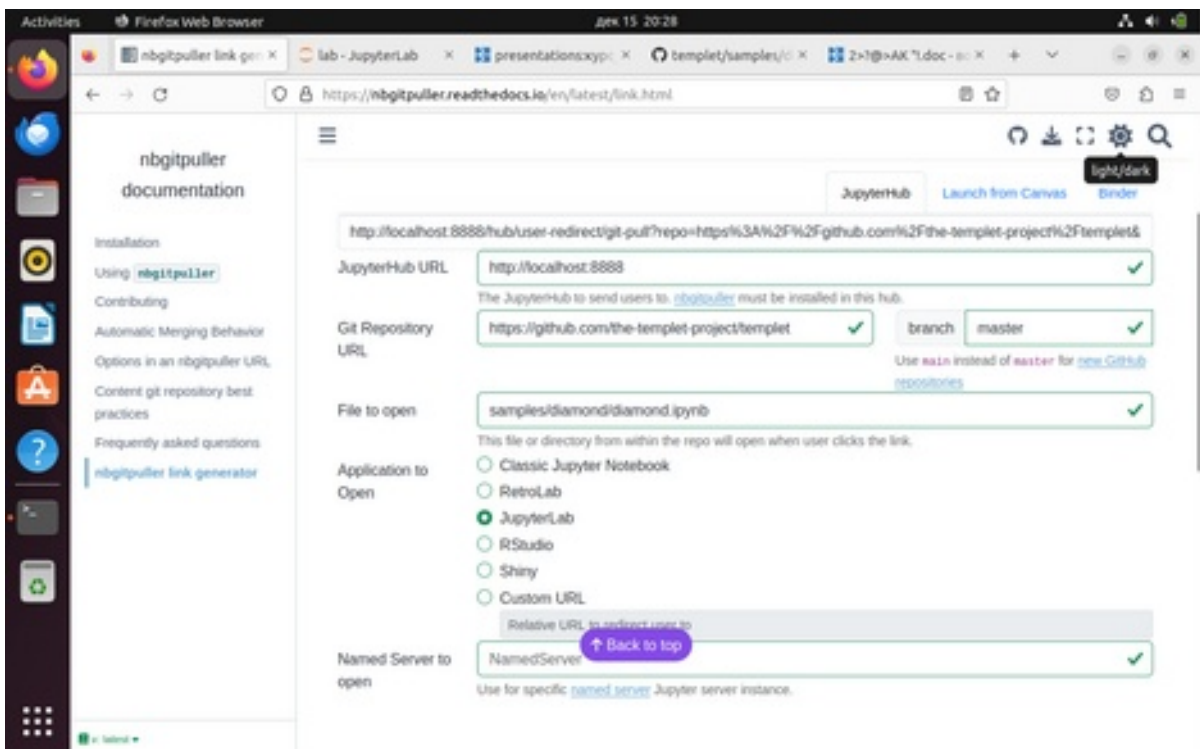 Activities
Firefox Web Browser
дек 15 20:28
nbgitpuller link gen
lab - JupyterLab
presentations:
templet/samples/
2>?@>AK
https://nbgitpuller.readthedocs.io/en/latest/link.html
nbgitpuller
documentation
light/dark
JupyterHub
Launch from Canvas
Binder
Installation
Using nbgitpuller
Contributing
Automatic Merging Behavior
Options in an nbgitpuller URL
Content git repository best
practices
Frequently asked questions
nbgitpuller link generator
http://localhost:8888/hub/user-redirect/git-pull?repo=https%3A%2F%2Fgithub.com%2Fthe-templet-project%2Ftemplet&
JupyterHub URL
http://localhost:8888
The JupyterHub to send users to. nbgitpuller must be installed in this hub.
Git Repository
URL
https://github.com/the-templet-project/templet
branch
master
Use main instead of master for new GitHub
repositories
File to open
samples/diamond/diamond.ipynb
This file or directory from within the repo will open when user clicks the link.
Application to
Open
Classic Jupyter Notebook
RetroLab
JupyterLab
RStudio
Shiny
Custom URL
Relative URL to redirect user to
Back to top
Named Server to
open
NamedServer
Use for specific named server Jupyter server instance.
v: latest